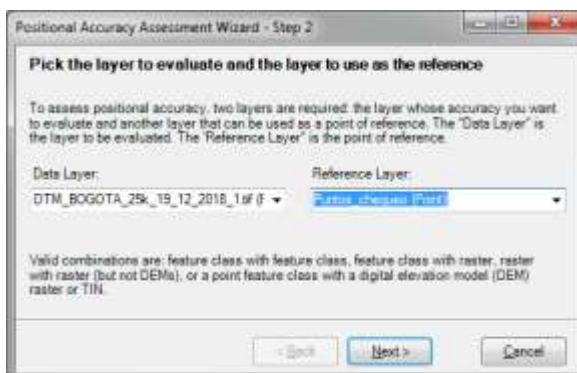 Positional Accuracy Assessment Wizard - Step 2
Pick the layer to evaluate and the layer to use as the reference
To assess positional accuracy, two layers are required: the layer whose accuracy you want
to evaluate and another layer that can be used as a point of reference. The "Data Layer" is
the layer to be evaluated. The "Reference Layer" is the point of reference.
Data Layer: Reference Layer:
DTM_BOGOTA_25k_19_12_2018_1.tif (R Puntos_chequeo (Point)
Valid combinations are: feature class with feature class, feature class with raster, raster
with raster (but not DEMs), or a point feature class with a digital elevation model (DEM)
raster or TIN.
< Back Next > Cancel